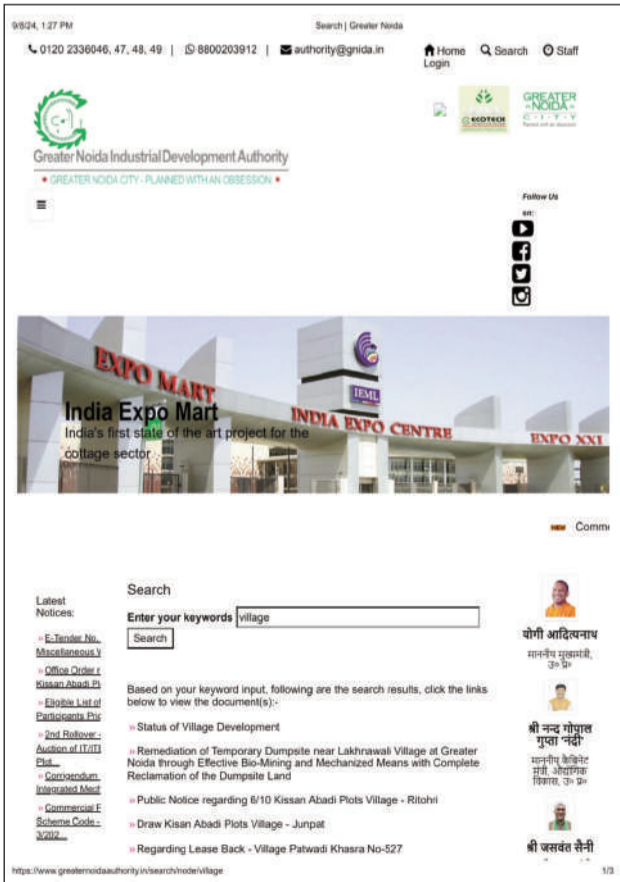 9/8/24, 1:27 PM Search | Greater Noida
0120 2336046, 47, 48, 49 | 8800203912 | authority@gnida.in Home Search Staff
Login
ECOTECH
GREATER
NOIDA
C·I·T·Y
Greater Noida Industrial Development Authority
• GREATER NOIDA CITY - PLANNED WITH AN OBSESSION •
Follow Us
on:
EXPO MART
IEML
INDIA EXPO CENTRE
EXPO XXI
India Expo Mart
India's first state of the art project for the
cottage sector
NEW Comme
Latest
Notices:
» E-Tender No.
Miscellaneous
» Office Order r
Kissan Abadi Pl
» Eligible List of
Participants
» 2nd Rollover -
Auction of IT/ITE
Plot...
» Corrigendum
Integrated
» Commercial
Scheme Code -
3/202...
Search
Enter your keywords village
Search
Based on your keyword input, following are the search results, click the links
below to view the document(s):-
» Status of Village Development
» Remediation of Temporary Dumpsite near Lakhnawali Village at Greater
Noida through Effective Bio-Mining and Mechanized Means with Complete
Reclamation of the Dumpsite Land
» Public Notice regarding 6/10 Kissan Abadi Plots Village - Ritohri
» Draw Kisan Abadi Plots Village - Junpat
» Regarding Lease Back - Village Patwadi Khasra No-527
योगी आदित्यनाथ
माननीय मुख्यमंत्री,
उ० प्र०
श्री नन्द गोपाल
गुप्ता 'नंदी'
माननीय कैबिनेट
मंत्री, औद्योगिक
विकास, उ० प्र०
श्री जसवंत सैनी
https://www.greaternoidaauthority.in/search/node/village 1/3